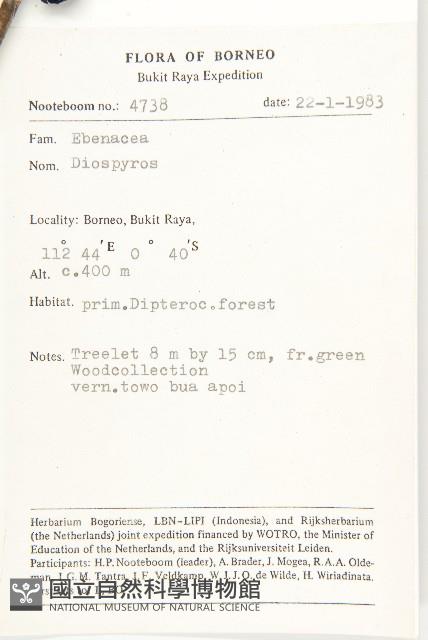 FLORA OF BORNEO
Bukit Raya Expedition
Nooteboom no.: 4738 date: 22-1-1983
Fam. Ebenacea
Nom. Diospyros
Locality: Borneo, Bukit Raya,
112° 44'E 0° 40'S
Alt. c.400 m
Habitat. prim.Dipteroc.forest
Notes. Treelet 8 m by 15 cm, fr.green
Woodcollection
vern.towo bua apoi
Herbarium Bogoriense, LBN-LIPI (Indonesia), and Rijksherbarium
(the Netherlands) joint expedition financed by WOTRO, the Minister of
Education of the Netherlands, and the Rijksuniversiteit Leiden.
Participants: H.P. Nooteboom (leader), A. Brader, J. Mogea, R.A.A. Olde-
man, I.G.M. Tantra, J.F. Veldkamp, W.J.J.O. de Wilde, H. Wiriadinata.
國立自然科學博物館
NATIONAL MUSEUM OF NATURAL SCIENCE